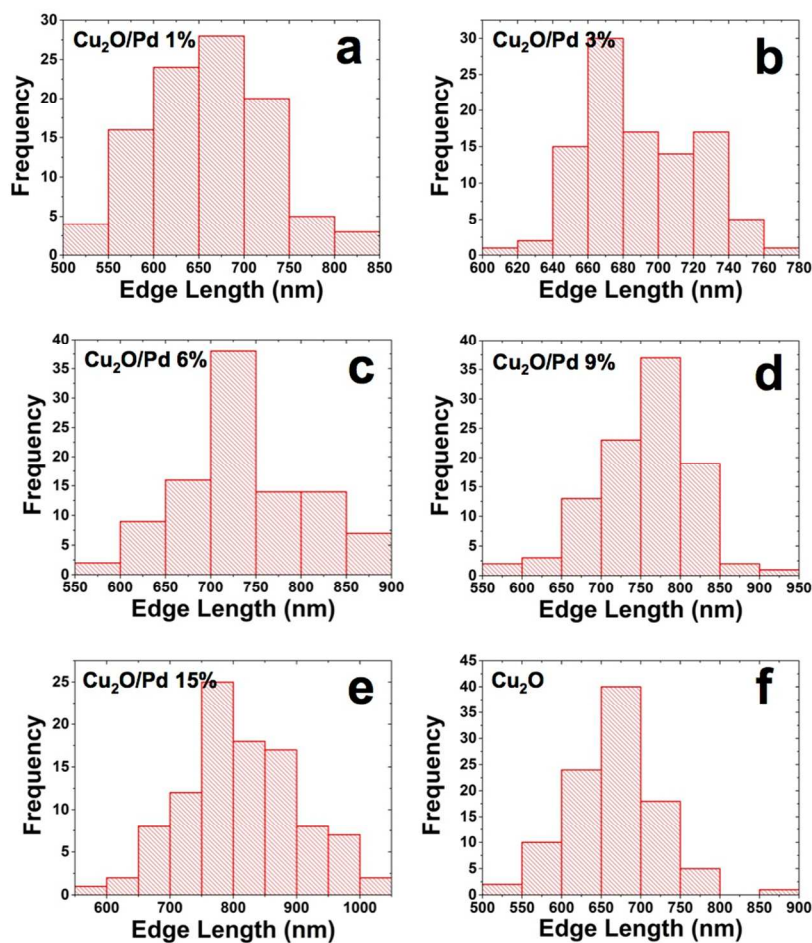 Cu₂O/Pd 1%
a
Frequency
30
25
20
15
10
5
0
500 550 600 650 700 750 800 850
Edge Length (nm)
Cu₂O/Pd 3%
b
Frequency
30
25
20
15
10
5
0
600 620 640 660 680 700 720 740 760 780
Edge Length (nm)
Cu₂O/Pd 6%
c
Frequency
40
35
30
25
20
15
10
5
0
550 600 650 700 750 800 850 900
Edge Length (nm)
Cu₂O/Pd 9%
d
Frequency
40
35
30
25
20
15
10
5
0
550 600 650 700 750 800 850 900 950
Edge Length (nm)
Cu₂O/Pd 15%
e
Frequency
25
20
15
10
5
0
600 700 800 900 1000
Edge Length (nm)
Cu₂O
f
Frequency
45
40
35
30
25
20
15
10
5
0
500 550 600 650 700 750 800 850 900
Edge Length (nm)